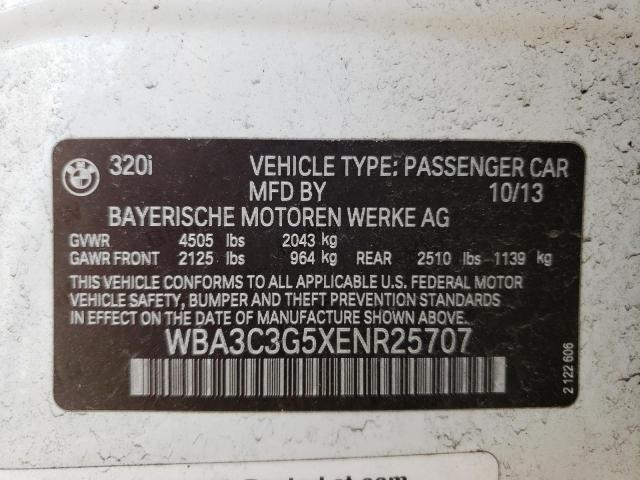 320i VEHICLE TYPE: PASSENGER CAR
MFD BY 10/13
BAYERISCHE MOTOREN WERKE AG
GVWR 4505 lbs 2043 kg
GAWR FRONT 2125 lbs 964 kg REAR 2510 lbs 1139 kg
THIS VEHICLE CONFORMS TO ALL APPLICABLE U.S. FEDERAL MOTOR
VEHICLE SAFETY, BUMPER AND THEFT PREVENTION STANDARDS
IN EFFECT ON THE DATE OF MANUFACTURE SHOWN ABOVE.
WBA3C3G5XENR25707
2 122 606